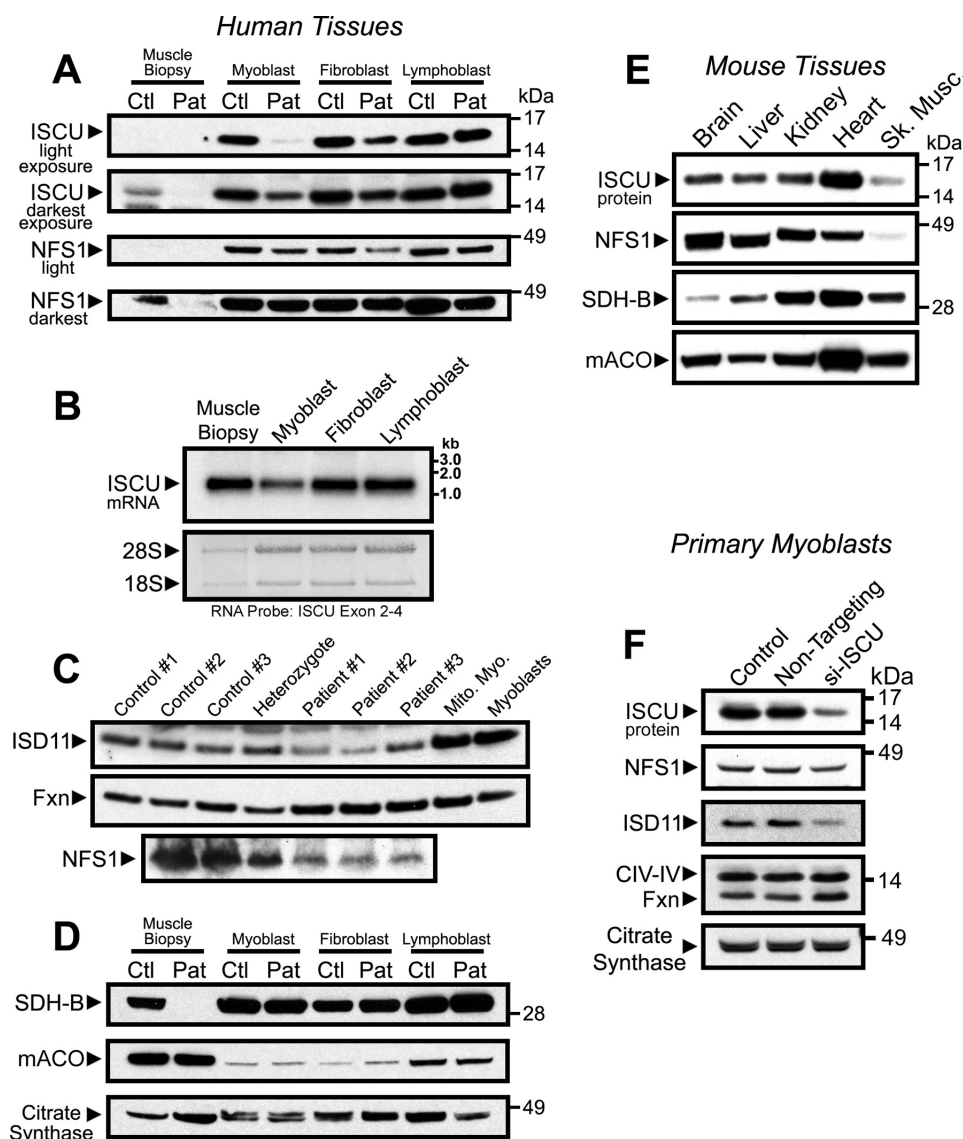 Human Tissues
A
Muscle
Biopsy
Myoblast
Fibroblast
Lymphoblast
Ctl Pat Ctl Pat Ctl Pat Ctl Pat
kDa
ISCU
light
exposure
17
14
ISCU
darkest
exposure
17
14
NFS1
light
49
NFS1
darkest
49
B
Muscle
Biopsy
Myoblast
Fibroblast
Lymphoblast
kb
ISCU
mRNA
3.0
2.0
1.0
28S
18S
RNA Probe: ISCU Exon 2-4
C
Control #1
Control #2
Control #3
Heterozygote
Patient #1
Patient #2
Patient #3
Mito. Myo.
Myoblasts
ISD11
Fxn
NFS1
D
Muscle
Biopsy
Myoblast
Fibroblast
Lymphoblast
Ctl Pat Ctl Pat Ctl Pat Ctl Pat
SDH-B
28
mACO
Citrate
Synthase
49
E
Mouse Tissues
Brain
Liver
Kidney
Heart
Sk. Musc.
kDa
ISCU
protein
17
14
NFS1
49
SDH-B
28
mACO
Primary Myoblasts
F
Control
Non-Targeting
si-ISCU
kDa
ISCU
protein
17
14
NFS1
49
ISD11
CIV-IV
14
Fxn
Citrate
Synthase
49